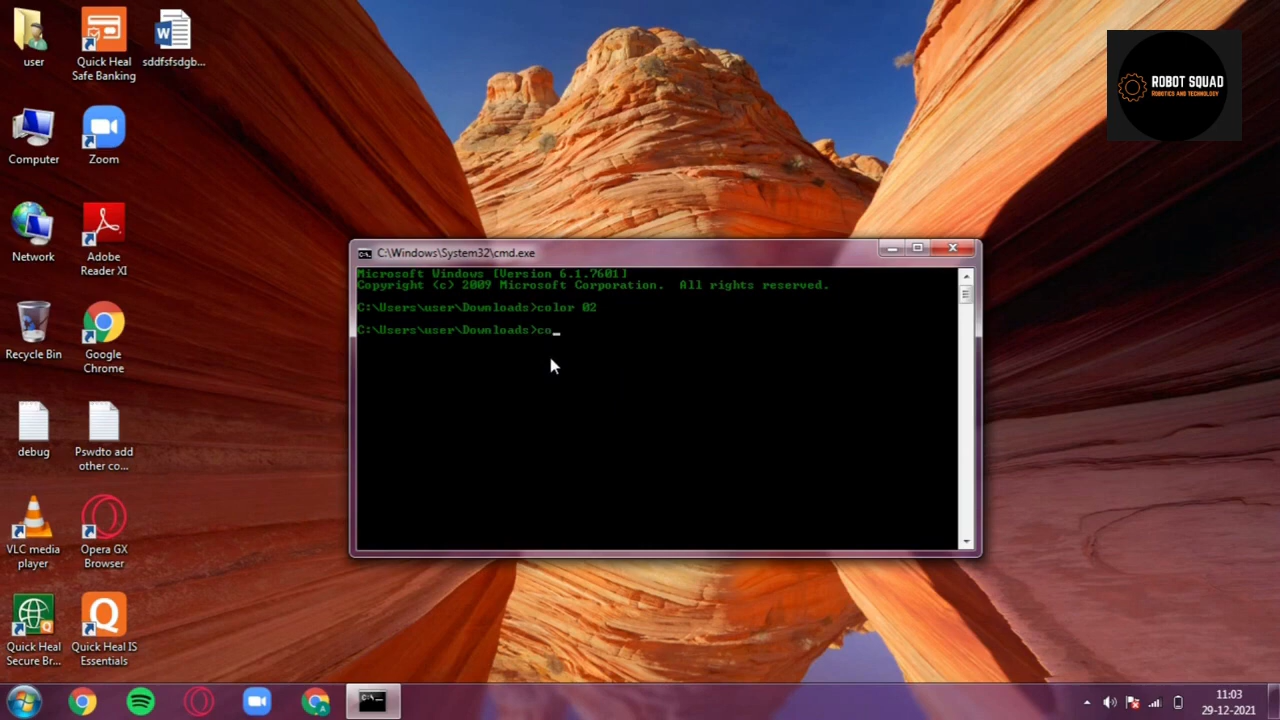 user
Quick Heal
Safe Banking
sddfsfsdgb...
Computer
Zoom
Network
Adobe
Reader XI
Recycle Bin
Google
Chrome
debug
Pswdto add
other co...
VLC media
player
Opera GX
Browser
Quick Heal
Secure Br...
Quick Heal IS
Essentials
ROBOT SQUAD
ROBOTICS AND TECHNOLOGY
C:\Windows\System32\cmd.exe
Microsoft Windows [Version 6.1.7601]
Copyright (c) 2009 Microsoft Corporation.  All rights reserved.
C:\Users\user\Downloads>color 02
C:\Users\user\Downloads>co_
11:03
29-12-2021